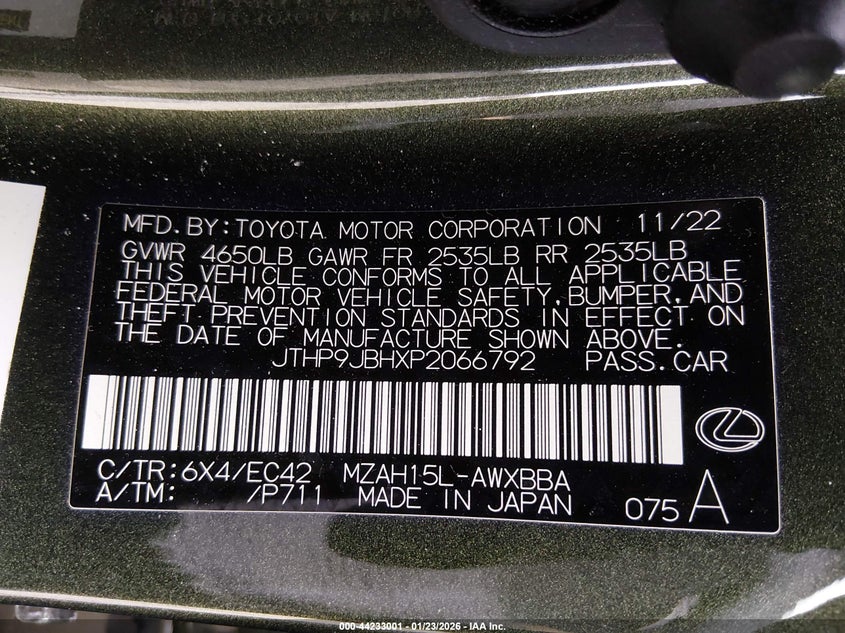 MFD.BY:TOYOTA MOTOR CORPORATION 11/22
GVWR 4650LB GAWR FR 2535LB RR 2535LB
THIS VEHICLE CONFORMS TO ALL APPLICABLE
FEDERAL MOTOR VEHICLE SAFETY,BUMPER,AND
THEFT PREVENTION STANDARDS IN EFFECT ON
THE DATE OF MANUFACTURE SHOWN ABOVE.
JTHP9JBHXP2066792 PASS.CAR
C/TR:6X4/EC42 MZAH15L-AWXBBA
A/TM: /P711 MADE IN JAPAN 075 A
000-44233001 - 01/23/2026 - IAA Inc.